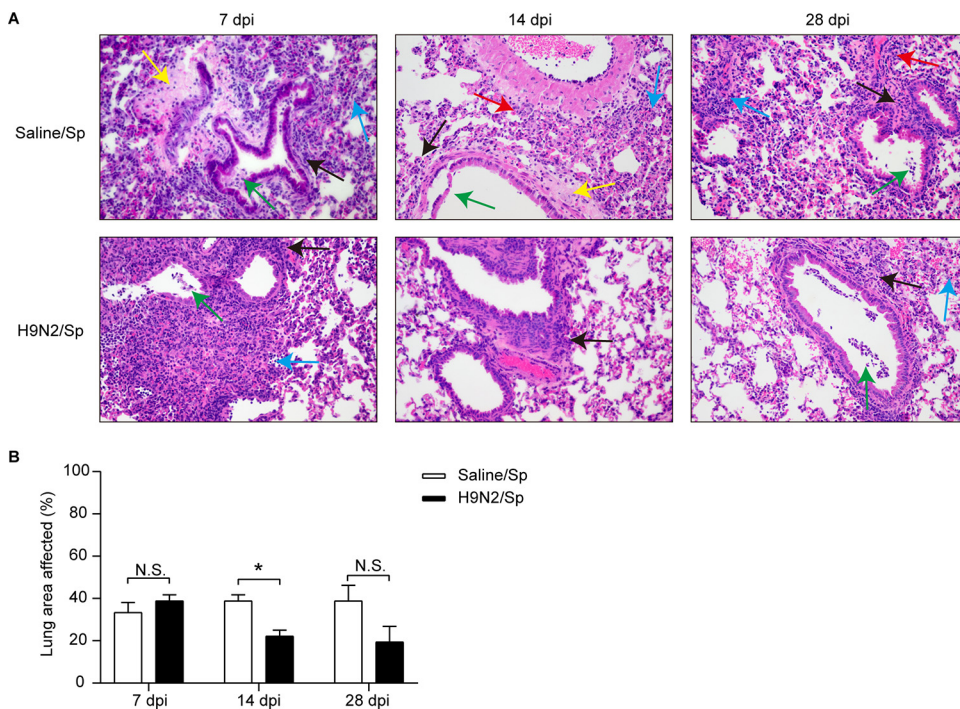 A
7 dpi
14 dpi
28 dpi
Saline/Sp
H9N2/Sp
B
Lung area affected (%)
100
80
60
40
20
0
Saline/Sp
H9N2/Sp
N.S.
*
N.S.
7 dpi
14 dpi
28 dpi